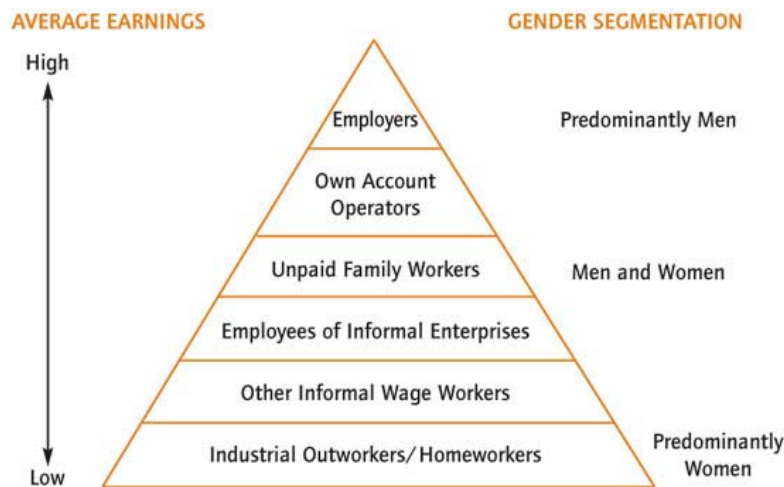 AVERAGE EARNINGS
GENDER SEGMENTATION
High
Employers
Predominantly Men
Own Account
Operators
Unpaid Family Workers
Men and Women
Employees of Informal Enterprises
Other Informal Wage Workers
Industrial Outworkers/Homeworkers
Predominantly
Women
Low